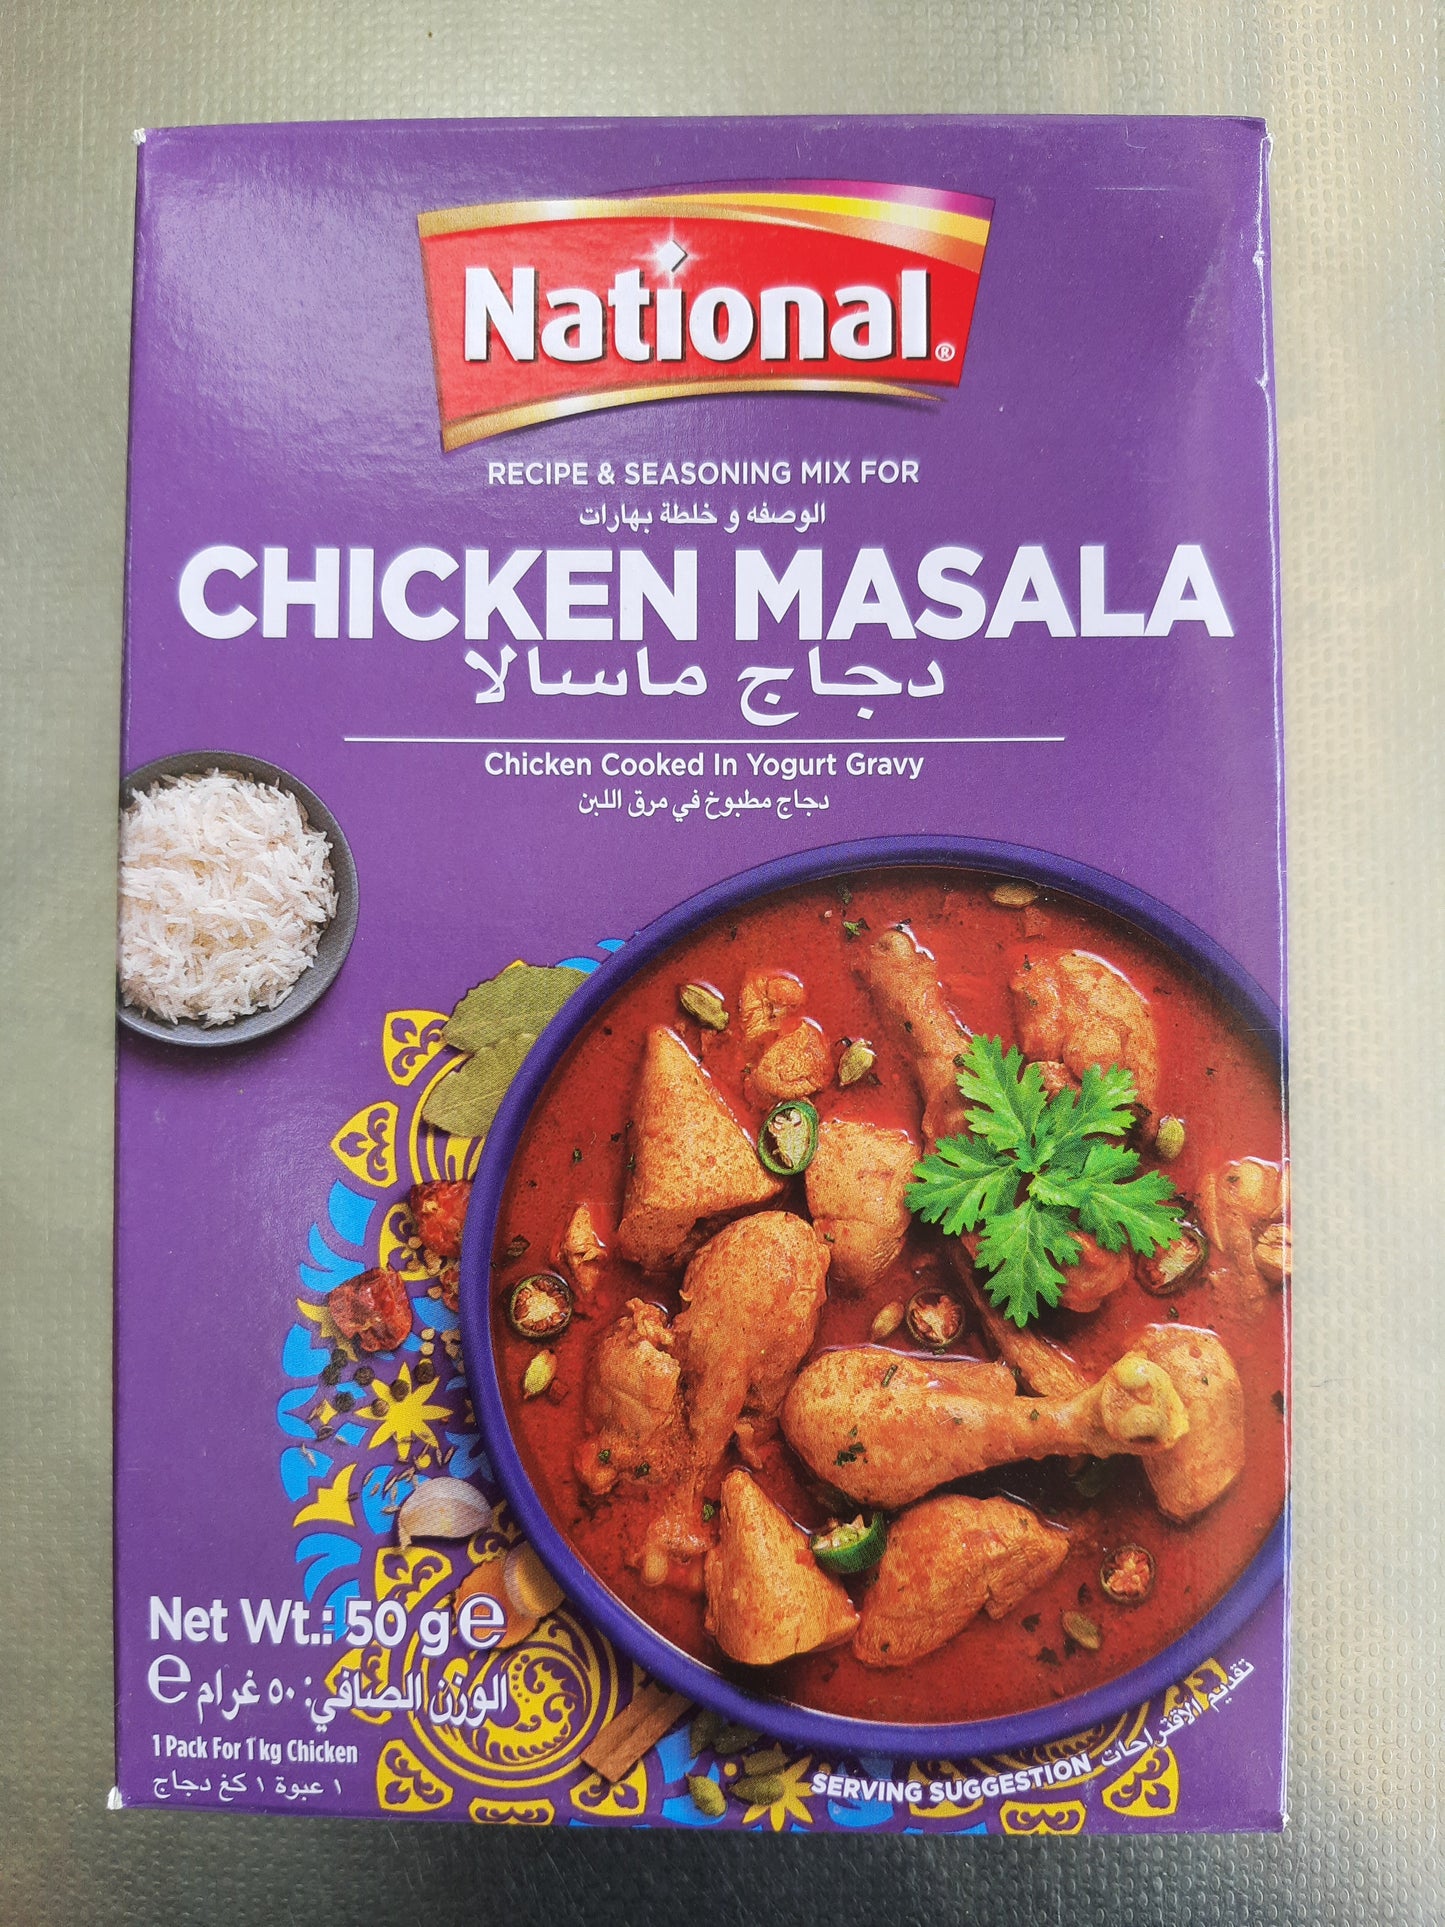 National®
RECIPE & SEASONING MIX FOR
الوصفه و خلطة بهارات
CHICKEN MASALA
دجاج ماسالا
Chicken Cooked In Yogurt Gravy
دجاج مطبوخ في مرق اللبن
Net Wt.: 50 g e
الوزن الصافي: ٥٠ غرام e
1 Pack For 1 kg Chicken
١ عبوة ١ كغ دجاج
SERVING SUGGESTION تقديم الأقتراحات